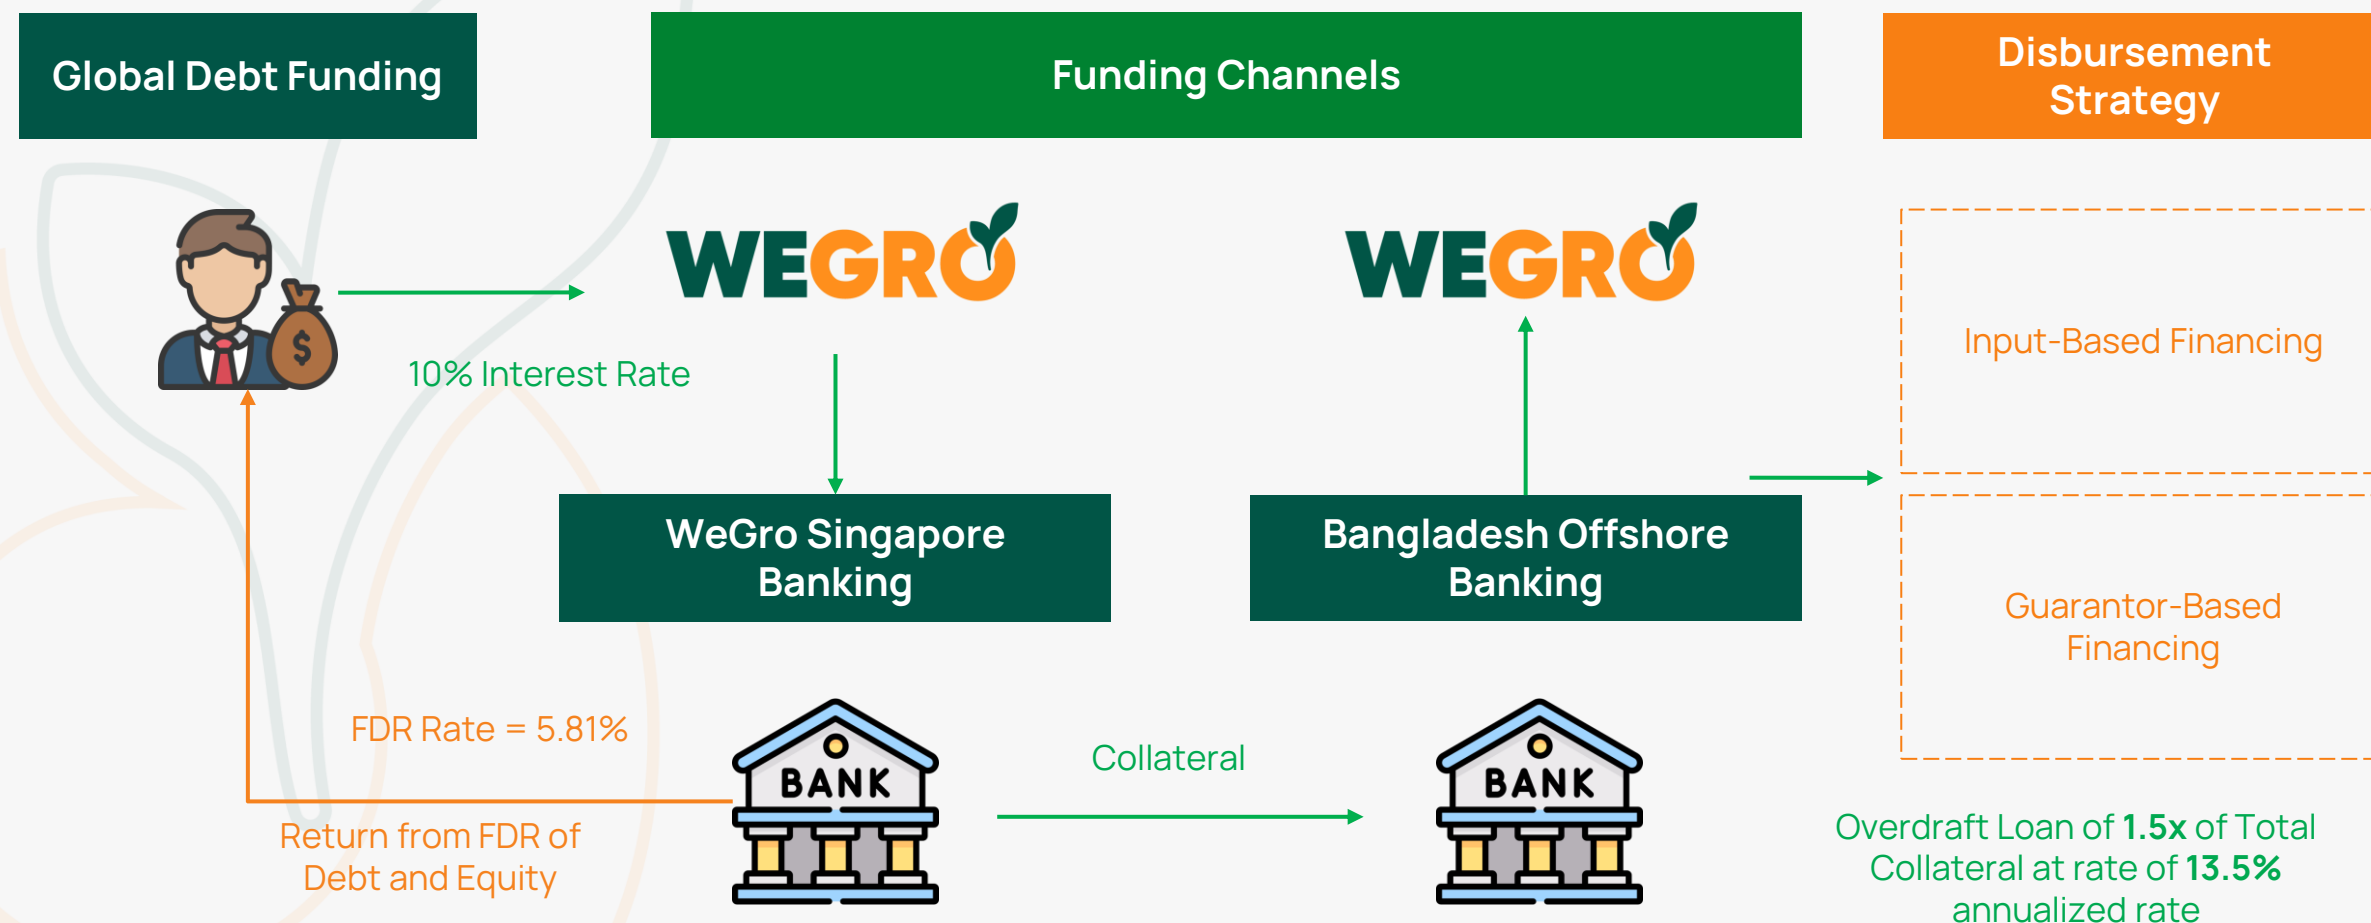 Global Debt Funding
Funding Channels
Disbursement
Strategy
WEGRO
WEGRO
$
10% Interest Rate
Input-Based Financing
WeGro Singapore
Banking
Bangladesh Offshore
Banking
Guarantor-Based
Financing
FDR Rate = 5.81%
BANK
Collateral
BANK
Return from FDR of
Debt and Equity
Overdraft Loan of 1.5x of Total
Collateral at rate of 13.5%
annualized rate